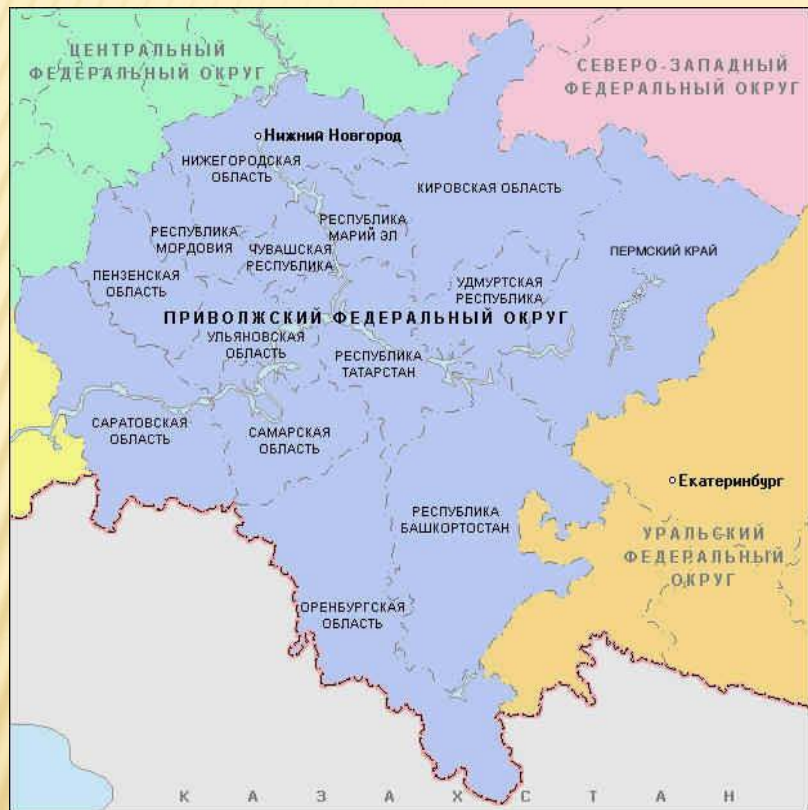 ЦЕНТРАЛЬНЫЙ
ФЕДЕРАЛЬНЫЙ ОКРУГ
СЕВЕРО-ЗАПАДНЫЙ
ФЕДЕРАЛЬНЫЙ ОКРУГ
Нижний Новгород
НИЖЕГОРОДСКАЯ
ОБЛАСТЬ
КИРОВСКАЯ ОБЛАСТЬ
РЕСПУБЛИКА
МОРДОВИЯ
РЕСПУБЛИКА
МАРИЙ ЭЛ
ЧУВАШСКАЯ
РЕСПУБЛИКА
ПЕРМСКИЙ КРАЙ
ПЕНЗЕНСКАЯ
ОБЛАСТЬ
УДМУРТСКАЯ
РЕСПУБЛИКА
ПРИВОЛЖСКИЙ ФЕДЕРАЛЬНЫЙ ОКРУГ
УЛЬЯНОВСКАЯ
ОБЛАСТЬ
РЕСПУБЛИКА
ТАТАРСТАН
САРАТОВСКАЯ
ОБЛАСТЬ
САМАРСКАЯ
ОБЛАСТЬ
Екатеринбург
РЕСПУБЛИКА
БАШКОРТОСТАН
УРАЛЬСКИЙ
ФЕДЕРАЛЬНЫЙ
ОКРУГ
ОРЕНБУРГСКАЯ
ОБЛАСТЬ
КАЗАХСТАН